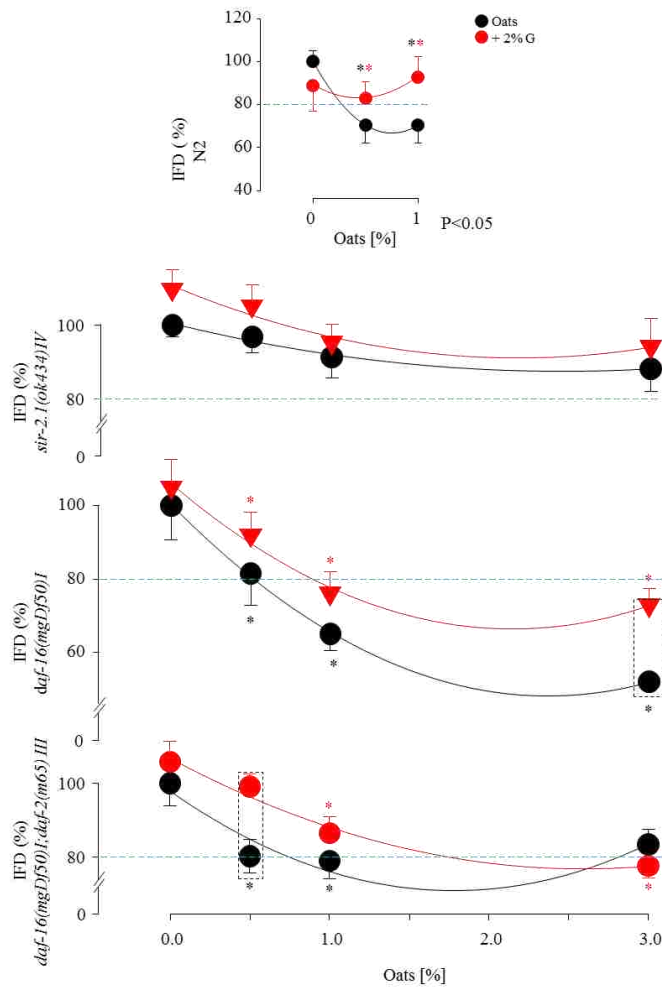 120
100
80
60
40
IFD ( %)
N2
**
**
Oats
+ 2% G
0
1
P<0.05
Oats [%]
100
80
0
IFD (%)
sir-2.1(ok434)IV
100
80
60
0
IFD (%)
daf-16(mgDf50)I
*
*
*
*
*
*
100
80
0
IFD (%)
daf-16(mgDf50)I;daf-2(m65) III
*
*
*
*
0.0
1.0
2.0
3.0
Oats [%]